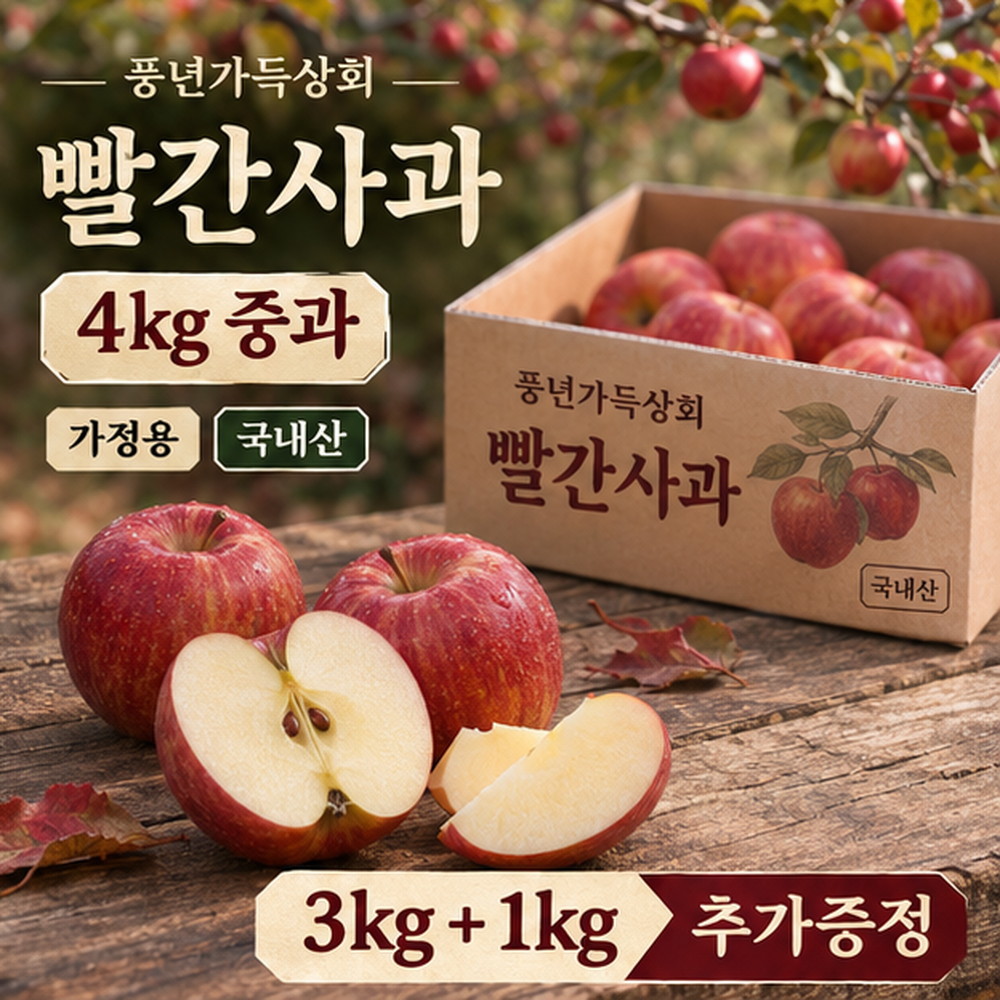 풍년가득상회
빨간사과
4kg 중과
가정용 국내산
풍년가득상회
빨간사과
국내산
3kg + 1kg 추가증정